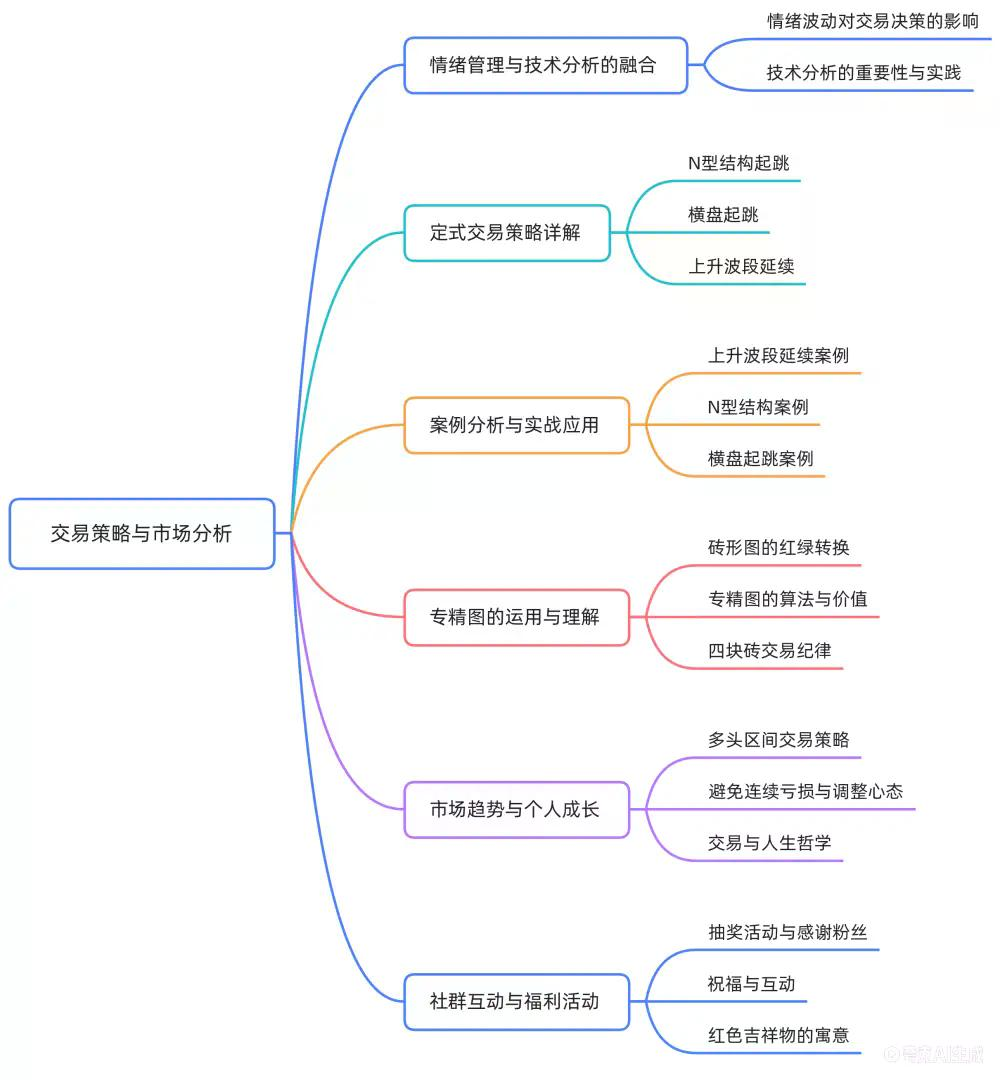 情绪波动对交易决策的影响
情绪管理与技术分析的融合
技术分析的重要性与实践
N型结构起跳
横盘起跳
定式交易策略详解
上升波段延续
上升波段延续案例
N型结构案例
案例分析与实战应用
横盘起跳案例
交易策略与市场分析
砖形图的红绿转换
专精图的算法与价值
专精图的运用与理解
四块砖交易纪律
多头区间交易策略
避免连续亏损与调整心态
市场趋势与个人成长
交易与人生哲学
抽奖活动与感谢粉丝
祝福与互动
社群互动与福利活动
红色吉祥物的寓意
夸克AI生成